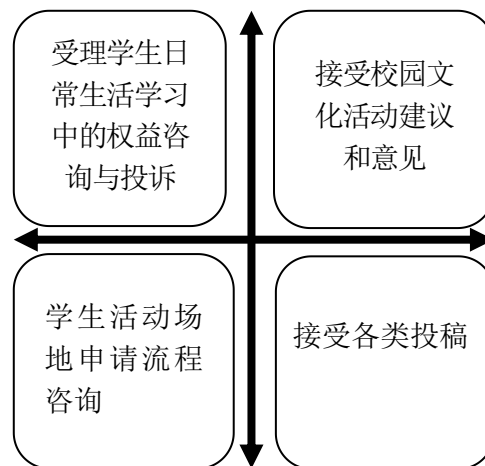 受理学生日
常生活学习
中的权益咨
询与投诉
接受校园文
化活动建议
和意见
学生活动场
地申请流程
咨询
接受各类投稿